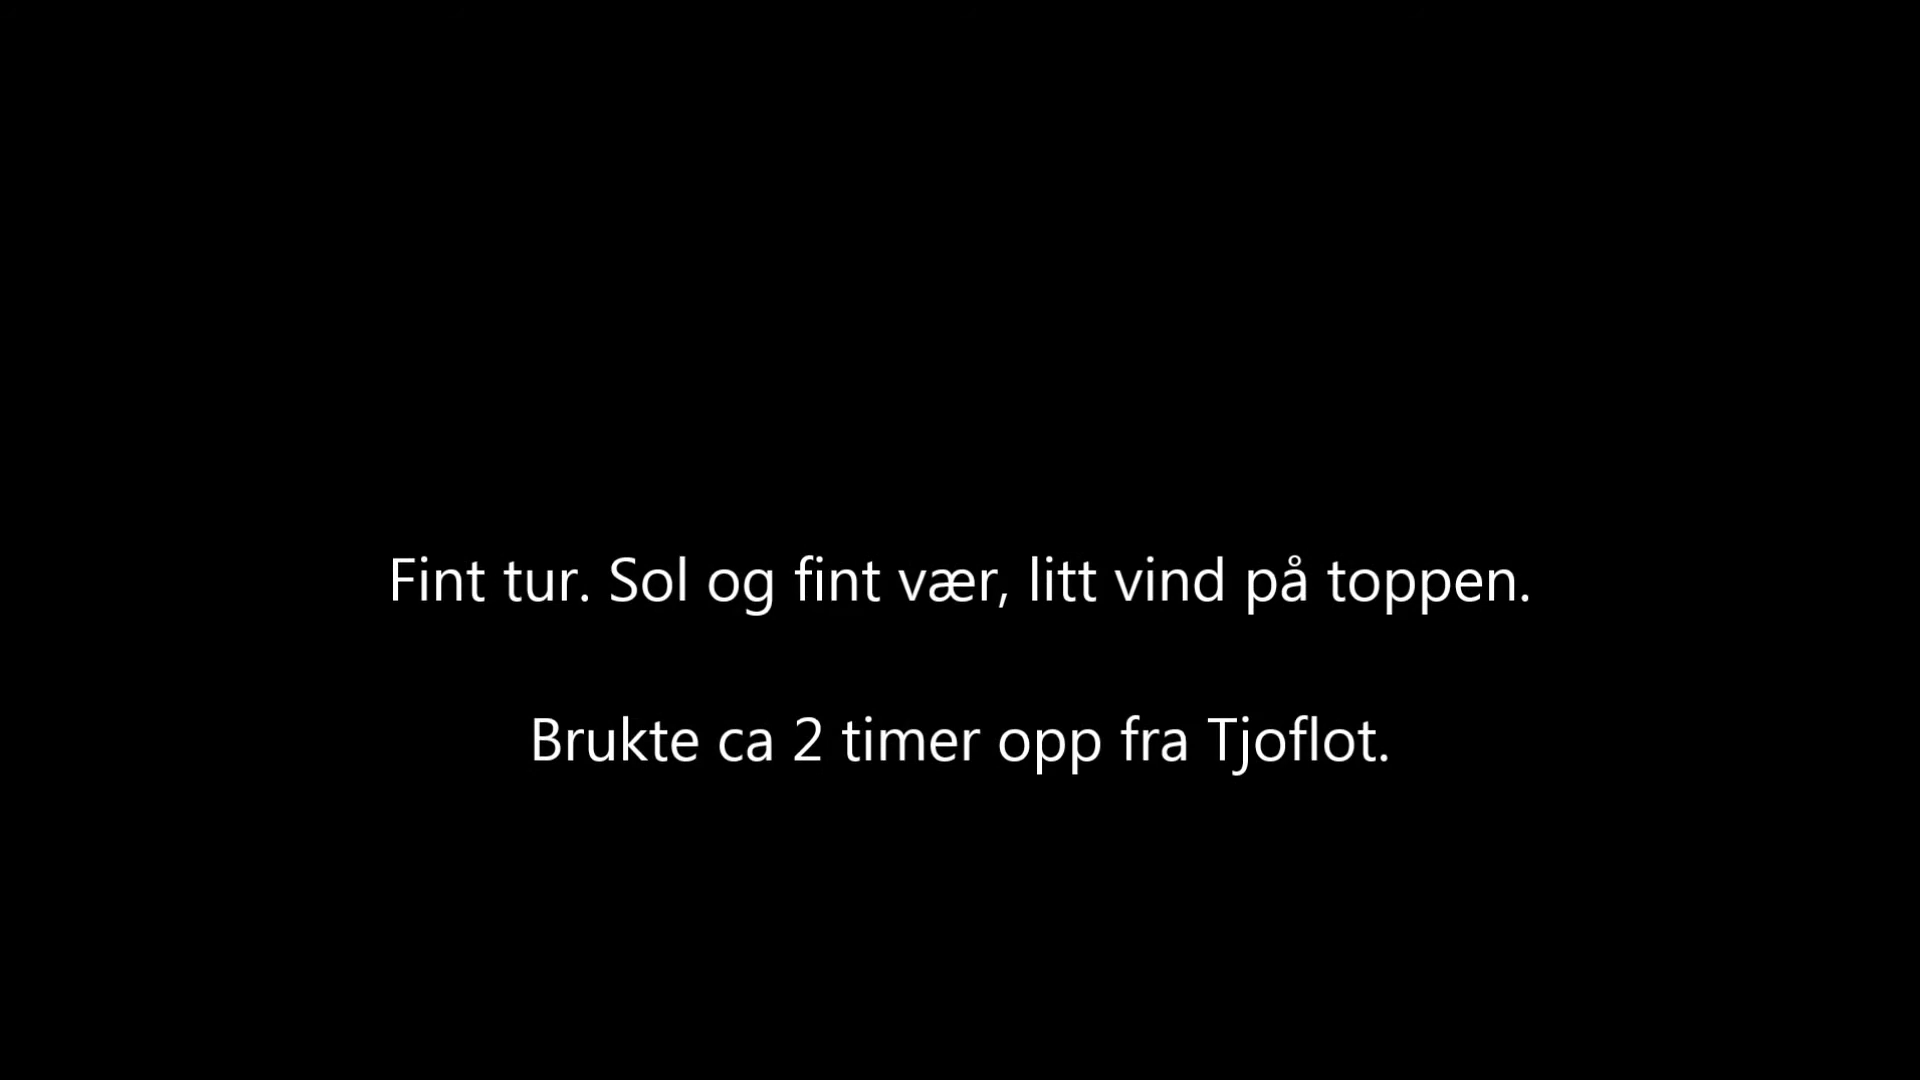 Fint tur. Sol og fint vær, litt vind på toppen.
Brukte ca 2 timer opp fra Tjoflot.